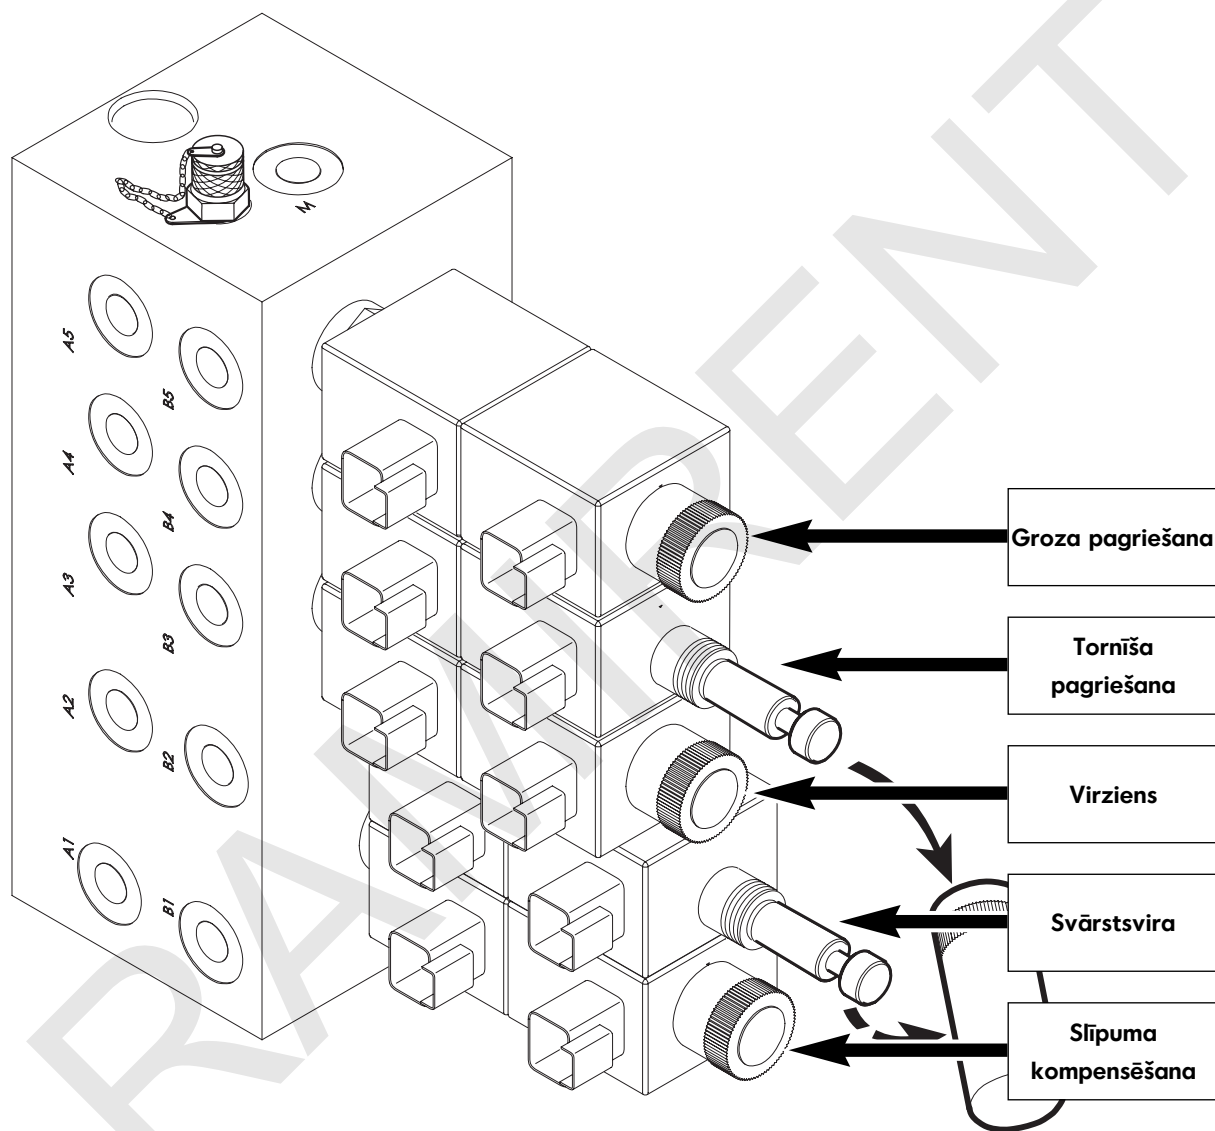 RAMIRENT
M
A5
B5
A4
B4
A3
B3
A2
B2
A1
B1
Groza pagriešana
Tornīša
pagriešana
Virziens
Svārstsvira
Slīpuma
kompensēšana